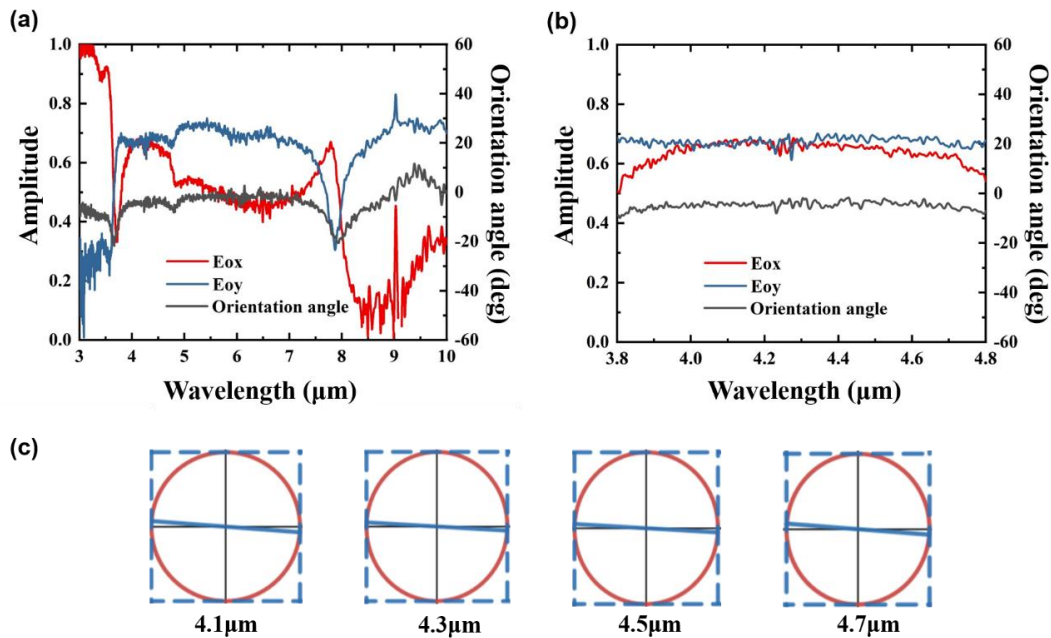 (a)
1.0
0.8
0.6
0.4
0.2
0.0
Amplitude
60
40
20
0
-20
-40
-60
Orientation angle (deg)
Eox
Eoy
Orientation angle
3 4 5 6 7 8 9 10
Wavelength (μm)
(b)
1.0
0.8
0.6
0.4
0.2
0.0
Amplitude
60
40
20
0
-20
-40
-60
Orientation angle (deg)
Eox
Eoy
Orientation angle
3.8 4.0 4.2 4.4 4.6 4.8
Wavelength (μm)
(c)
4.1μm 4.3μm 4.5μm 4.7μm